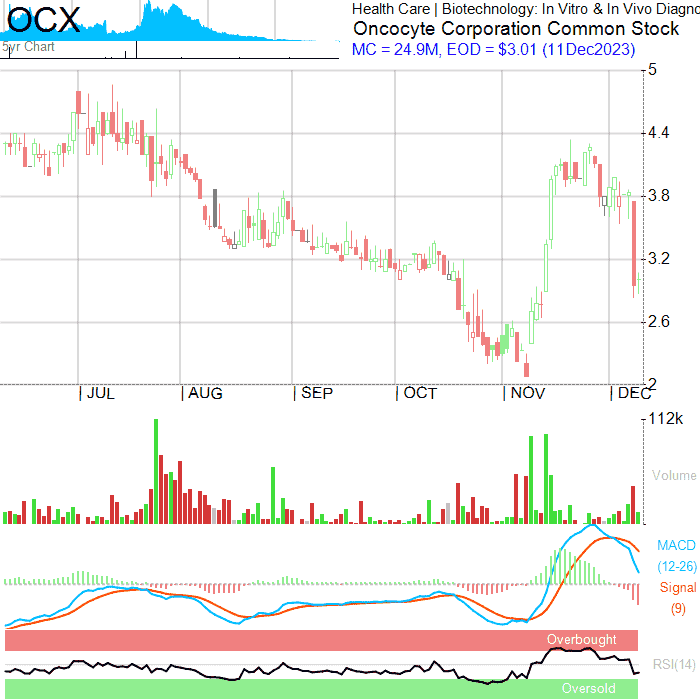 OCX
5yr Chart
Health Care | Biotechnology: In Vitro & In Vivo Diagno
Oncocyte Corporation Common Stock
MC = 24.9M, EOD = $3.01 (11Dec2023)
5
4.4
3.8
3.2
2.6
2
JUL AUG SEP OCT NOV DEC
112k
Volume
MACD
(12-26)
Signal
(9)
Overbought
RSI(14)
Oversold